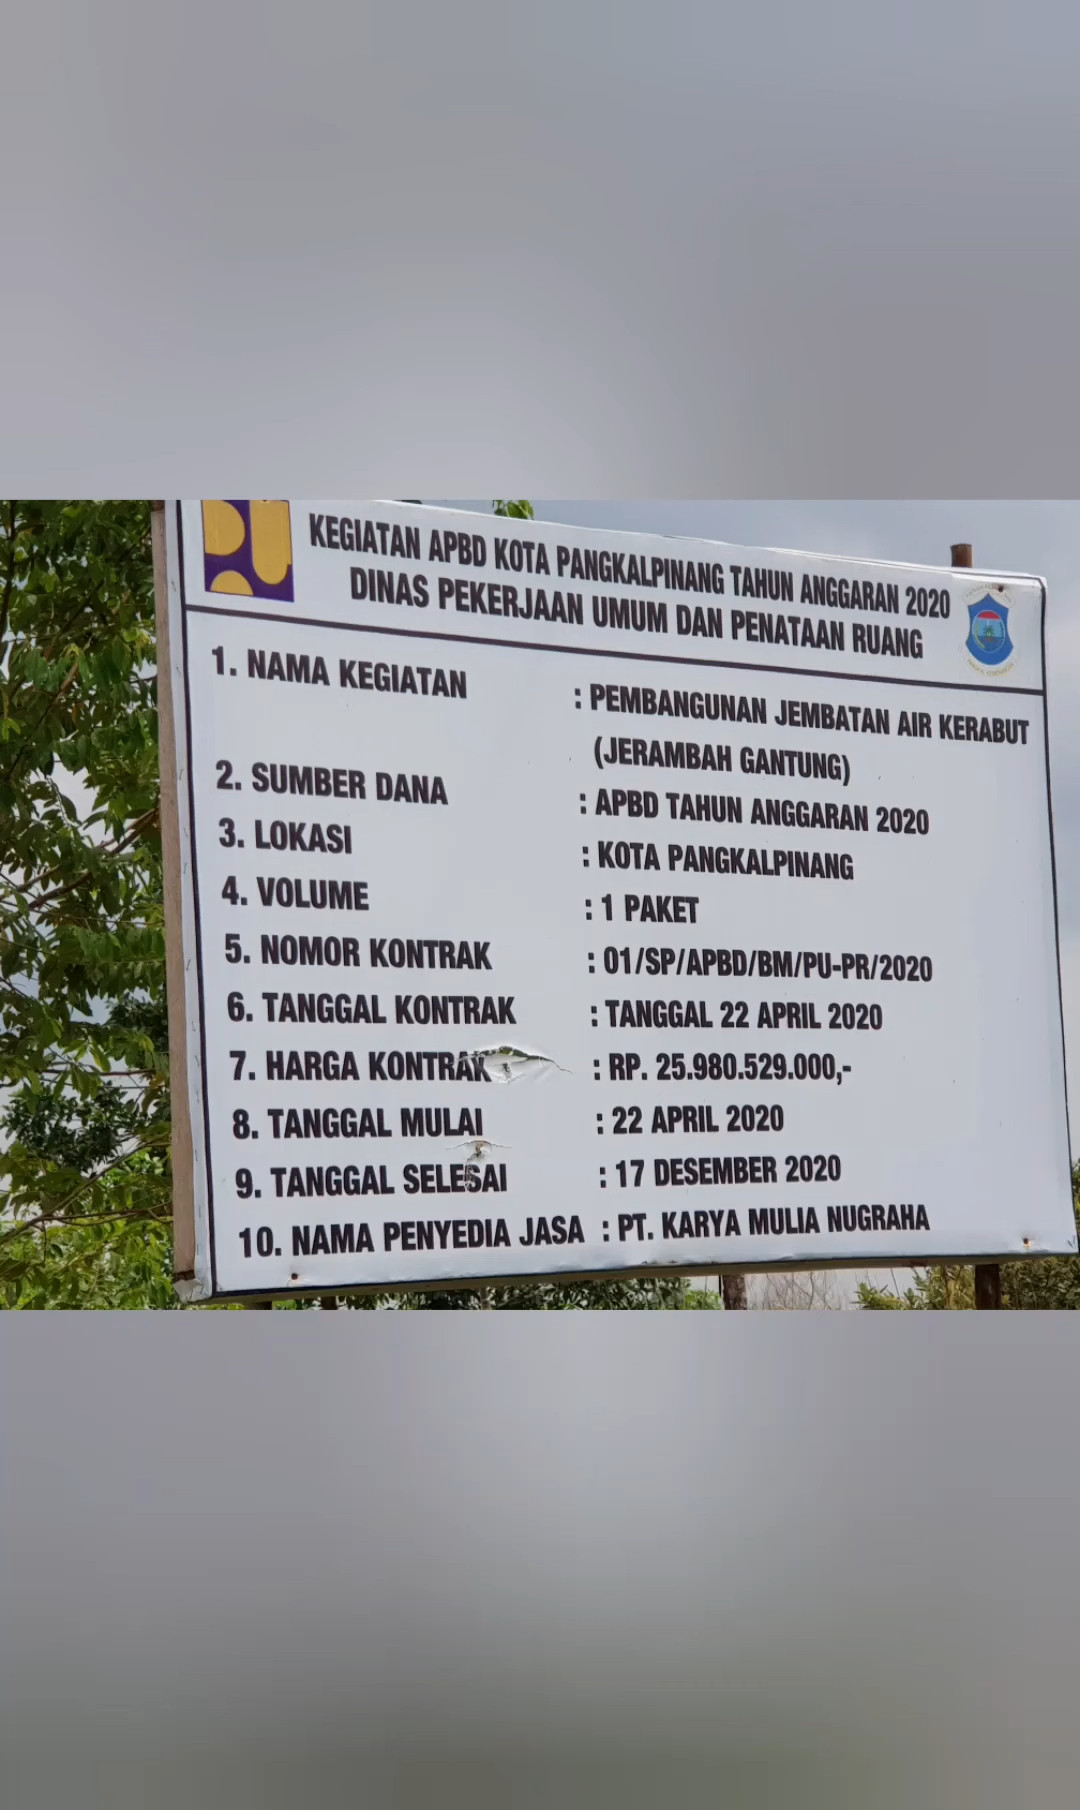 KEGIATAN APBD KOTA PANGKALPINANG TAHUN ANGGARAN 2020
DINAS PEKERJAAN UMUM DAN PENATAAN RUANG
1. NAMA KEGIATAN : PEMBANGUNAN JEMBATAN AIR KERABUT
(JERAMBAH GANTUNG)
2. SUMBER DANA : APBD TAHUN ANGGARAN 2020
3. LOKASI : KOTA PANGKALPINANG
4. VOLUME : 1 PAKET
5. NOMOR KONTRAK : 01/SP/APBD/BM/PU-PR/2020
6. TANGGAL KONTRAK : TANGGAL 22 APRIL 2020
7. HARGA KONTRAK : RP. 25.980.529.000,-
8. TANGGAL MULAI : 22 APRIL 2020
9. TANGGAL SELESAI : 17 DESEMBER 2020
10. NAMA PENYEDIA JASA : PT. KARYA MULIA NUGRAHA